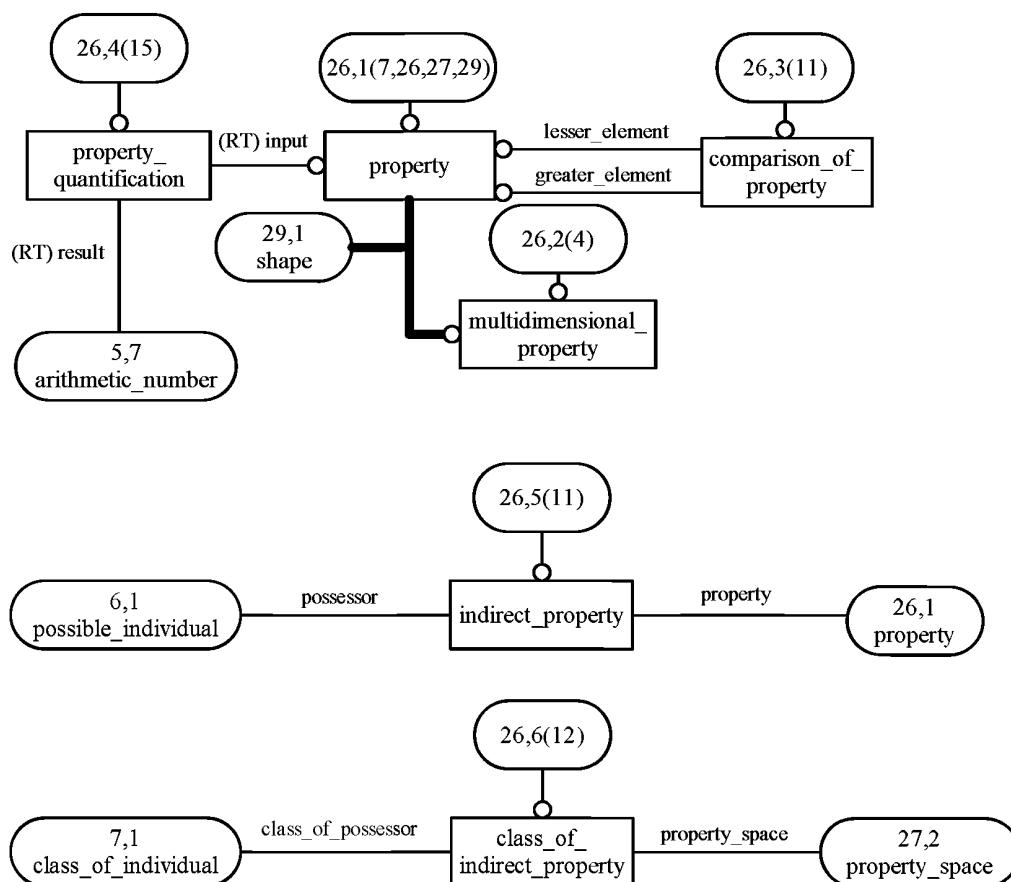 26,4(15)
26,1(7,26,27,29)
26,3(11)
property_
quantification
(RT) input
property
lesser_element
greater_element
comparison_of_
property
(RT) result
29,1
shape
26,2(4)
multidimensional_
property
5,7
arithmetic_number
26,5(11)
6,1
possible_individual
possessor
indirect_property
property
26,1
property
26,6(12)
7,1
class_of_individual
class_of_possessor
class_of_
indirect_property
property_space
27,2
property_space